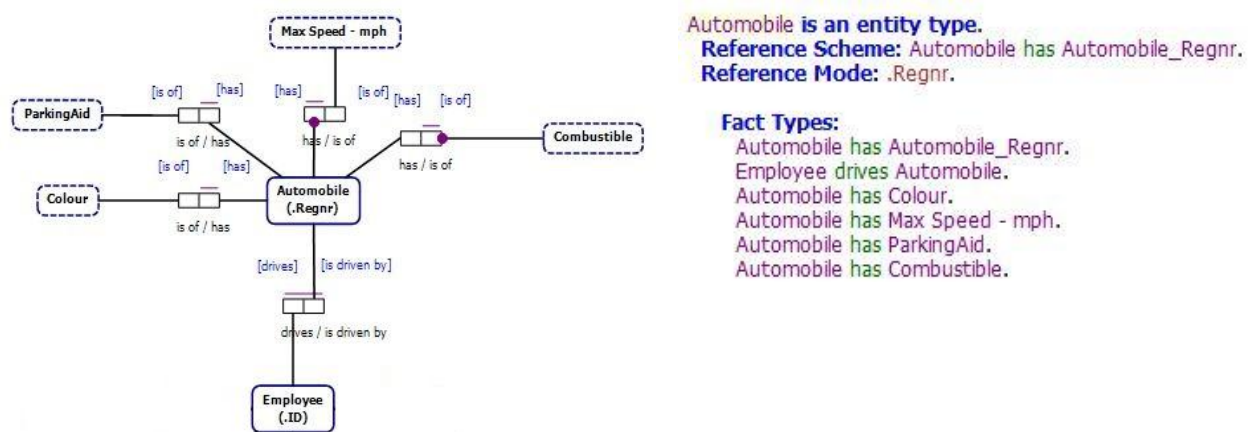 Max Speed - mph
[is of]
[has]
[has]
[is of]
[has]
[is of]
ParkingAid
is of / has
has / is of
Combustible
has / is of
[is of]
[has]
Colour
Automobile
(.Regnr)
is of / has
[drives]
[is driven by]
drives / is driven by
Employee
(.ID)
Automobile is an entity type.
Reference Scheme: Automobile has Automobile_Regnr.
Reference Mode: .Regnr.
Fact Types:
Automobile has Automobile_Regnr.
Employee drives Automobile.
Automobile has Colour.
Automobile has Max Speed - mph.
Automobile has ParkingAid.
Automobile has Combustible.